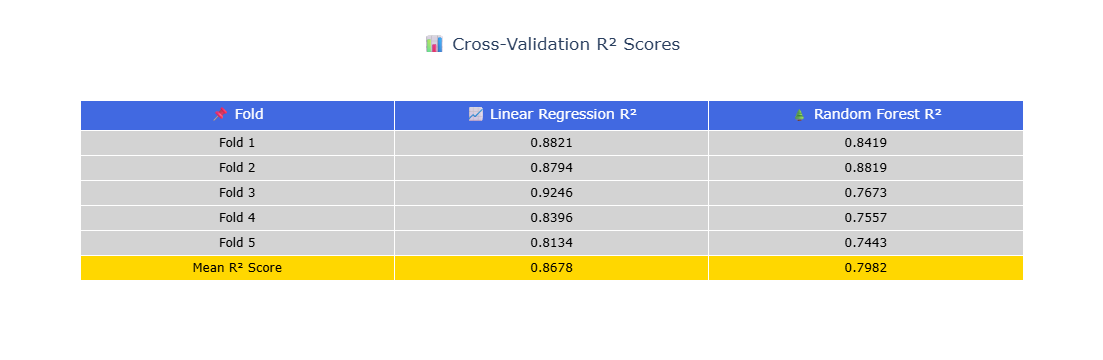 📊 Cross-Validation R² Scores
📌 Fold 📈 Linear Regression R² 🌲 Random Forest R²
Fold 1 0.8821 0.8419
Fold 2 0.8794 0.8819
Fold 3 0.9246 0.7673
Fold 4 0.8396 0.7557
Fold 5 0.8134 0.7443
Mean R² Score 0.8678 0.7982